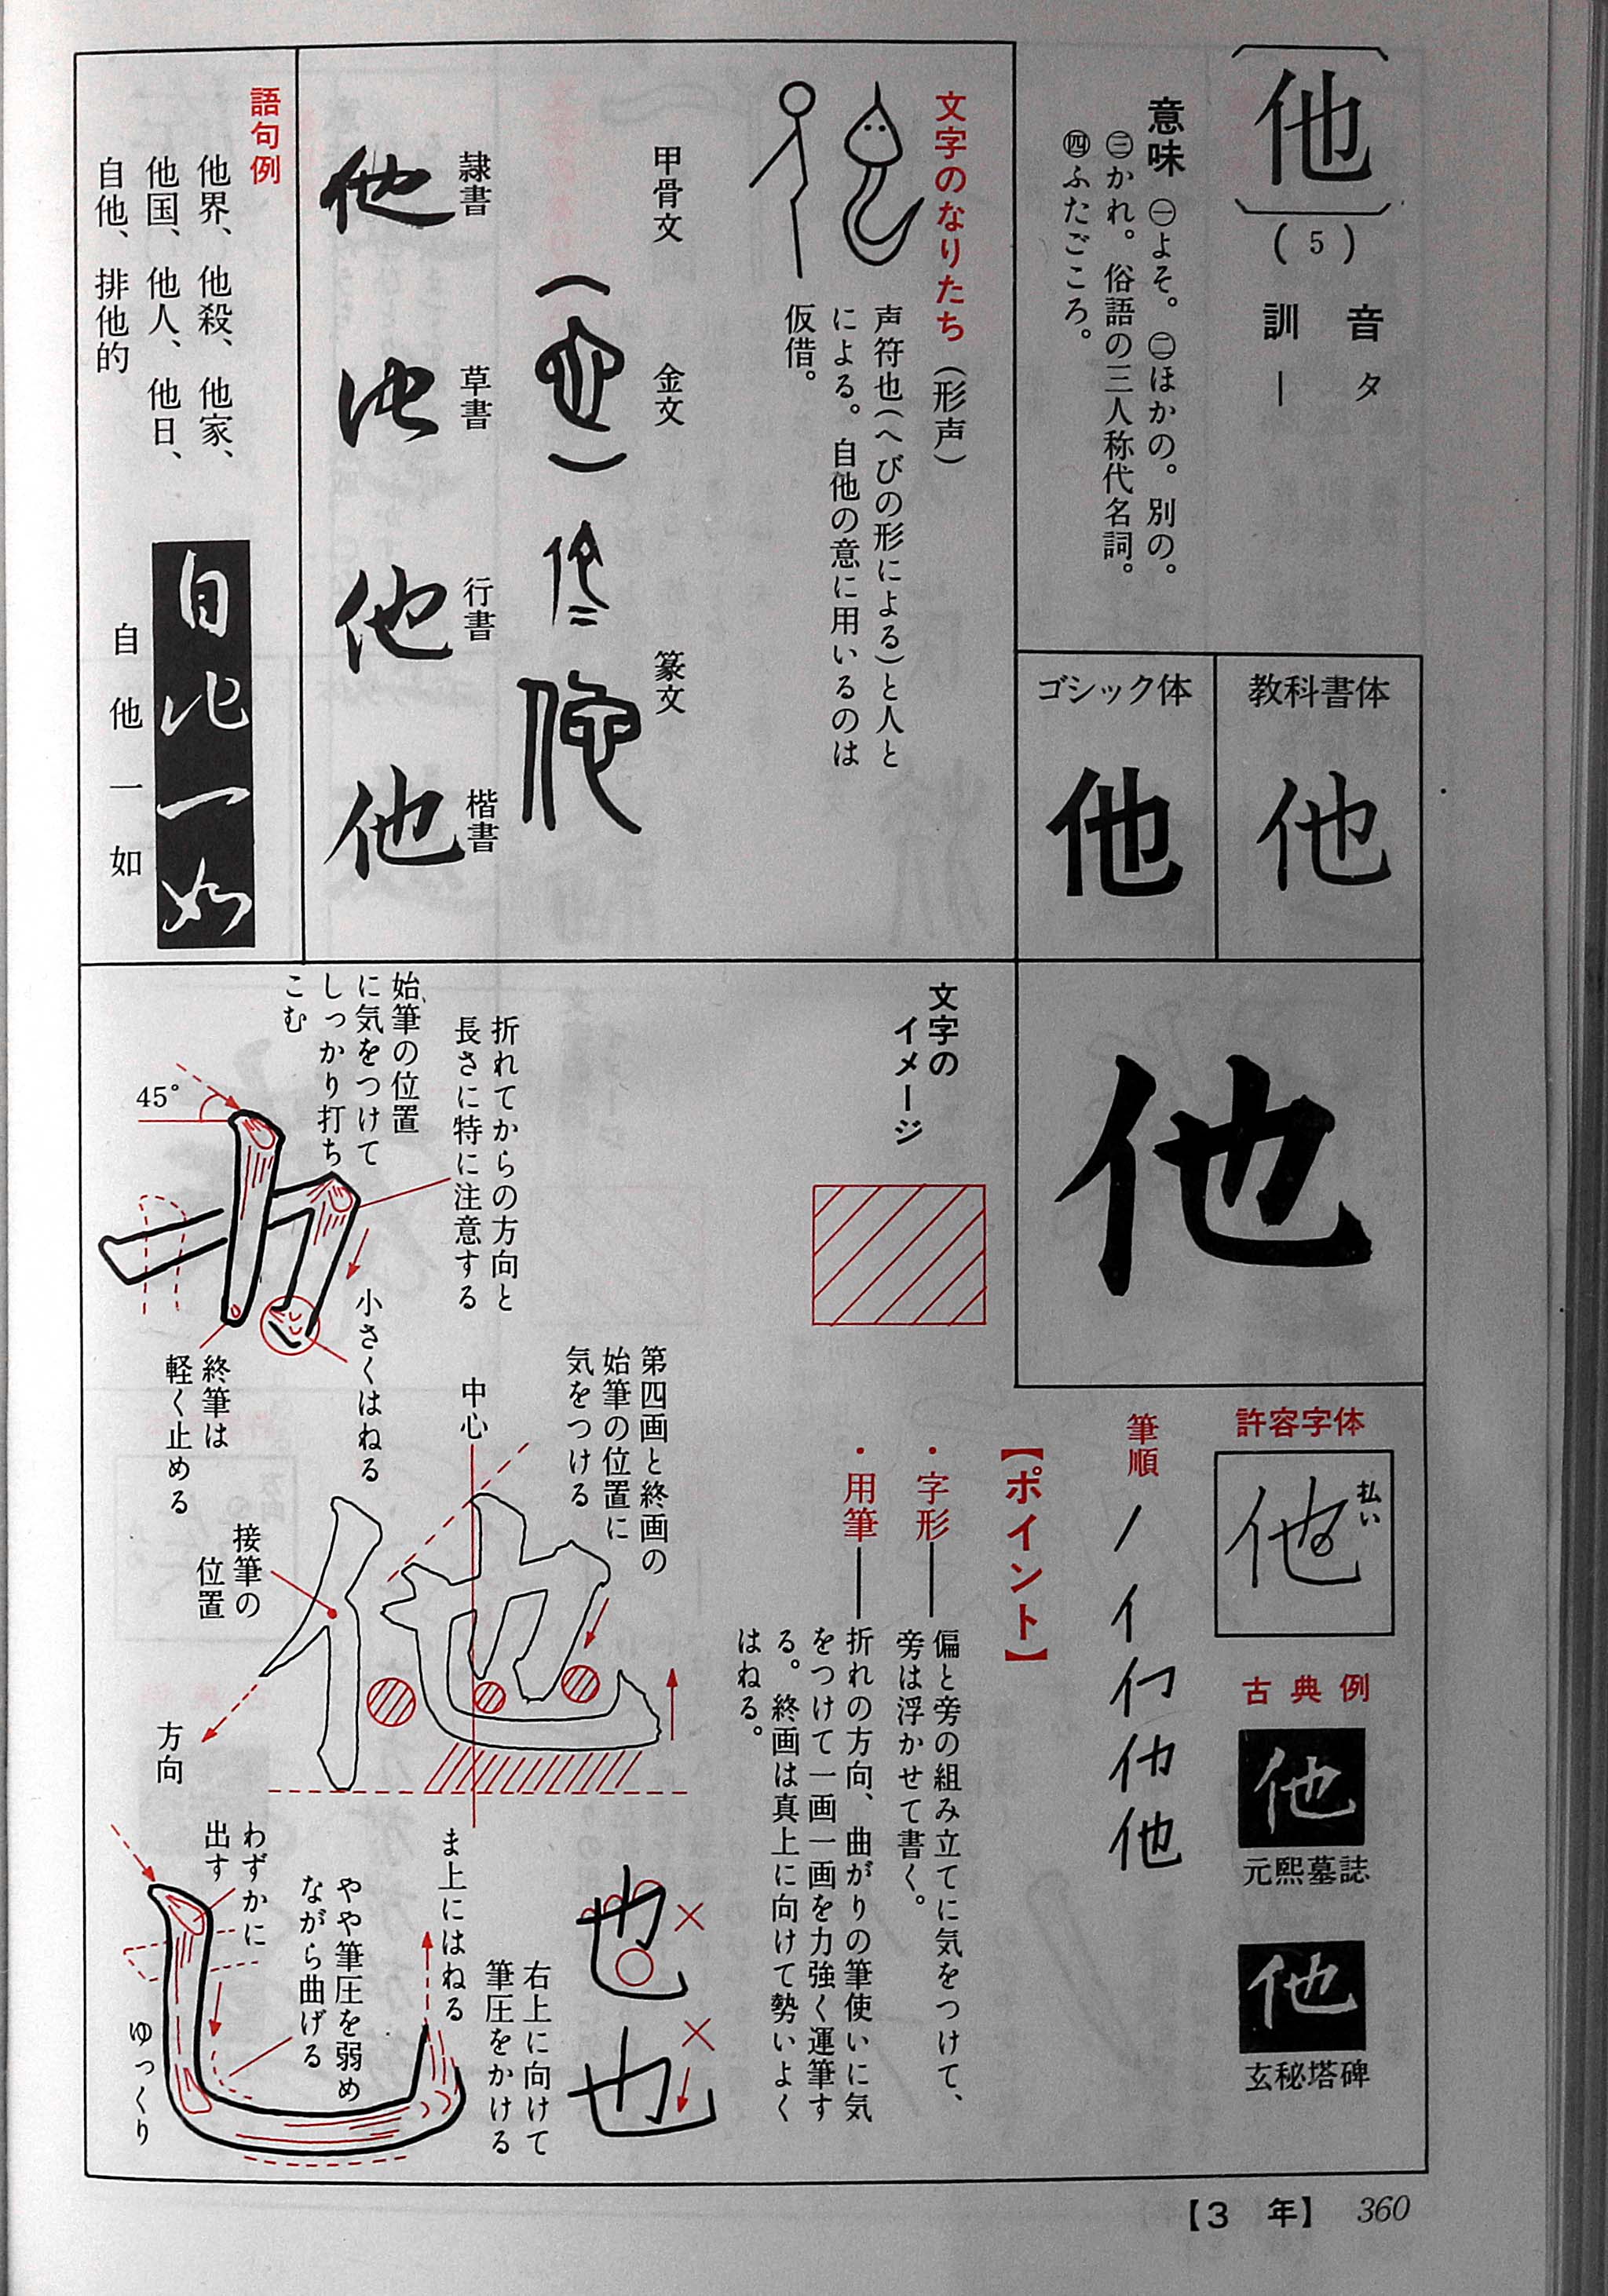 他
(5)
音 タ
訓 ―
意味 ㊀よそ。㊁ほかの。別の。
㊂かれ。俗語の三人称代名詞。
㊃ふたごころ。
教科書体
他
ゴシック体
他
他
文字のなりたち(形声)
声符也(へびの形による)と人と
による。自他の意に用いるのは
仮借。
甲骨文
金文
篆文
隷書
他
草書
他
行書
他
楷書
他
語句例
他界、他殺、他家、
他国、他人、他日、
自他、排他的
自他一如
自他一如
許容字体
払い
他
古典例
他
元熙墓誌
他
玄秘塔碑
筆順
ノ イ 他
【ポイント】
・字形―偏と旁の組み立てに気をつけて、
旁は浮かせて書く。
・用筆―折れの方向、曲がりの筆使いに気
をつけて一画一画を力強く運筆す
る。終画は真上に向けて勢いよく
はねる。
文字の
イメージ
折れてからの方向と
長さに特に注意する
始筆の位置
に気をつけて
しっかり打ち
こむ
45°
小さくはねる
終筆は
軽く止める
第四画と終画の
始筆の位置に
気をつける
中心
接筆の
位置
方向
也
也
右上に向けて
筆圧をかける
ま上にはねる
やや筆圧を弱め
ながら曲げる
わずかに
出す
ゆっくり
【3 年】 360